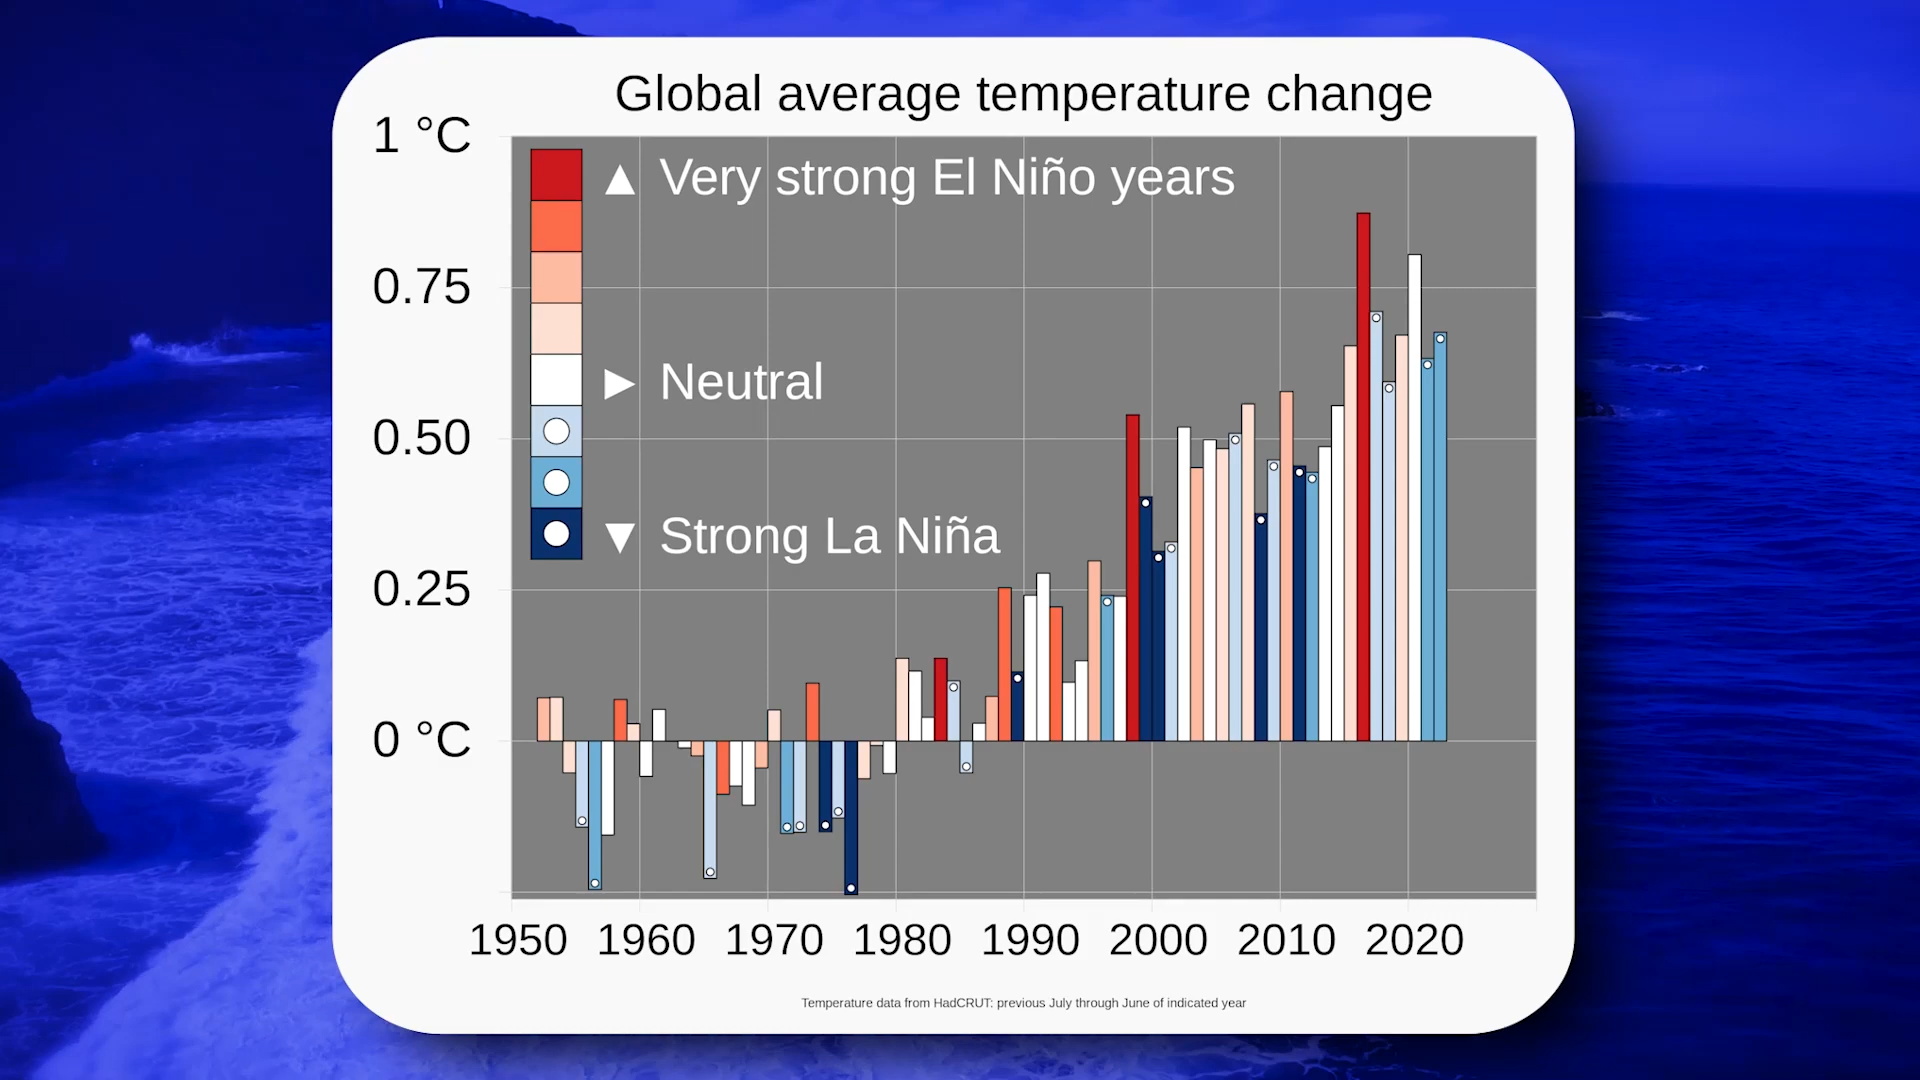 Global average temperature change
1 °C
▲ Very strong El Niño years
0.75
► Neutral
0.50
▼ Strong La Niña
0.25
0 °C
1950 1960 1970 1980 1990 2000 2010 2020
Temperature data from HadCRUT: previous July through June of indicated year